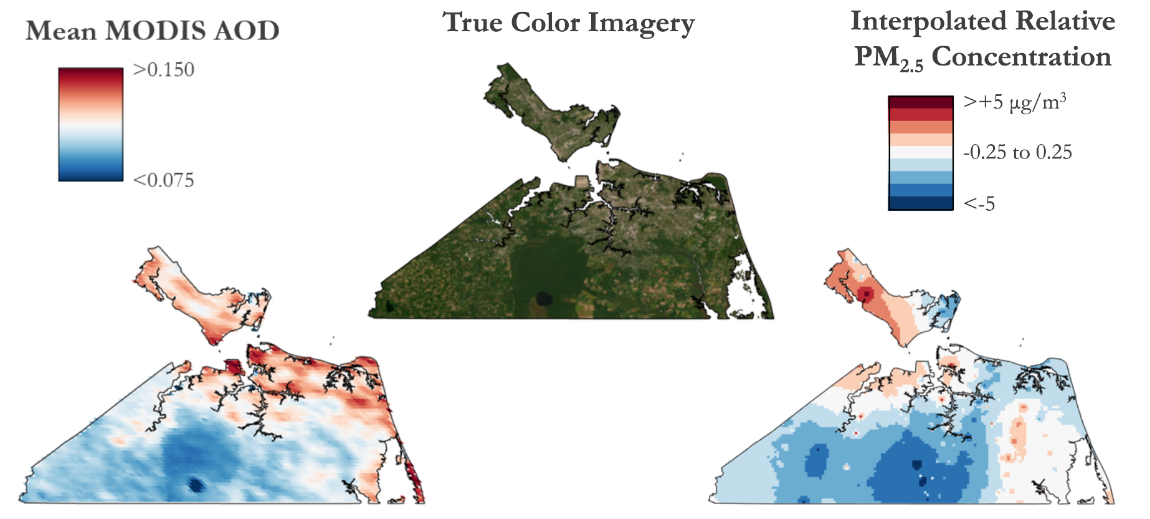 Mean MODIS AOD
>0.150
<0.075
True Color Imagery
Interpolated Relative
PM2.5 Concentration
>+5 µg/m³
-0.25 to 0.25
<-5